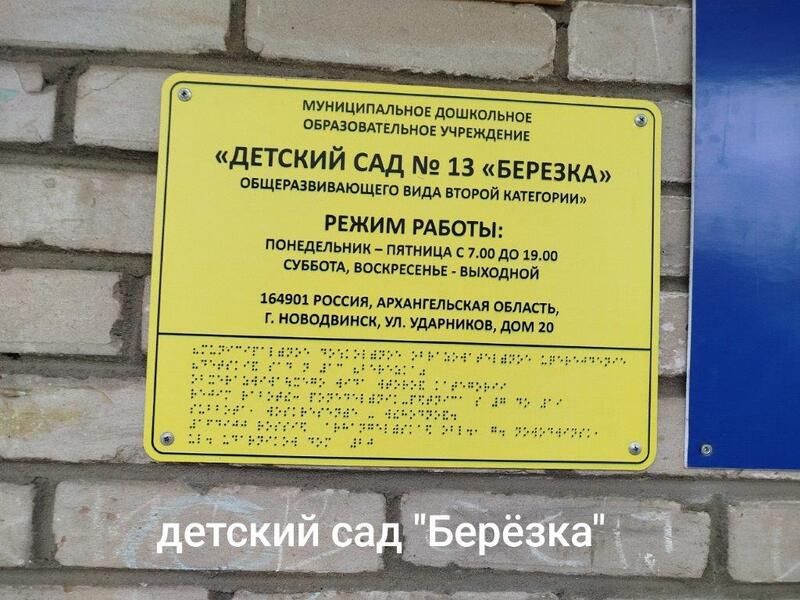 МУНИЦИПАЛЬНОЕ ДОШКОЛЬНОЕ
ОБРАЗОВАТЕЛЬНОЕ УЧРЕЖДЕНИЕ
«ДЕТСКИЙ САД № 13 «БЕРЕЗКА»
ОБЩЕРАЗВИВАЮЩЕГО ВИДА ВТОРОЙ КАТЕГОРИИ»
РЕЖИМ РАБОТЫ:
ПОНЕДЕЛЬНИК – ПЯТНИЦА С 7.00 ДО 19.00
СУББОТА, ВОСКРЕСЕНЬЕ - ВЫХОДНОЙ
164901 РОССИЯ, АРХАНГЕЛЬСКАЯ ОБЛАСТЬ,
Г. НОВОДВИНСК, УЛ. УДАРНИКОВ, ДОМ 20
детский сад "Берёзка"